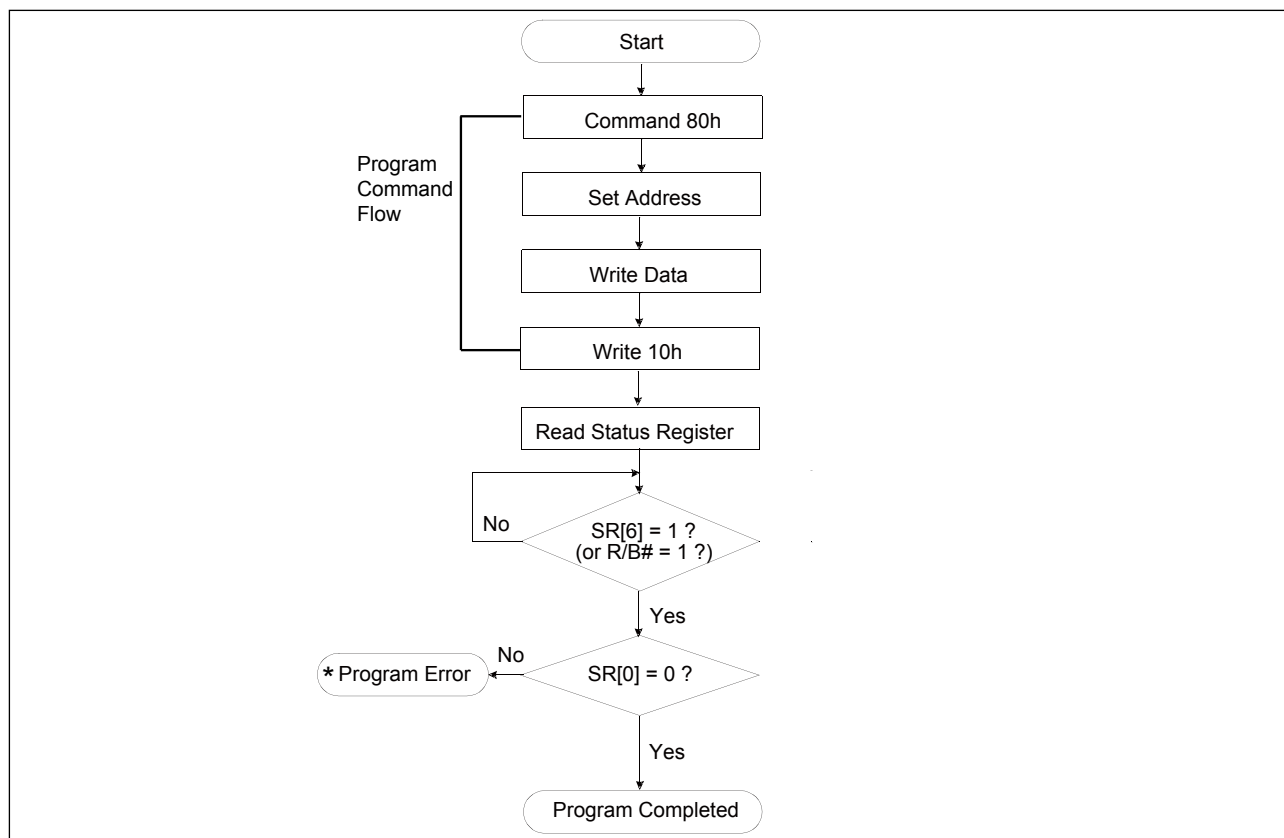 Start
Command 80h
Program
Command
Flow
Set Address
Write Data
Write 10h
Read Status Register
No
SR[6] = 1 ?
(or R/B# = 1 ?)
Yes
No
* Program Error
SR[0] = 0 ?
Yes
Program Completed